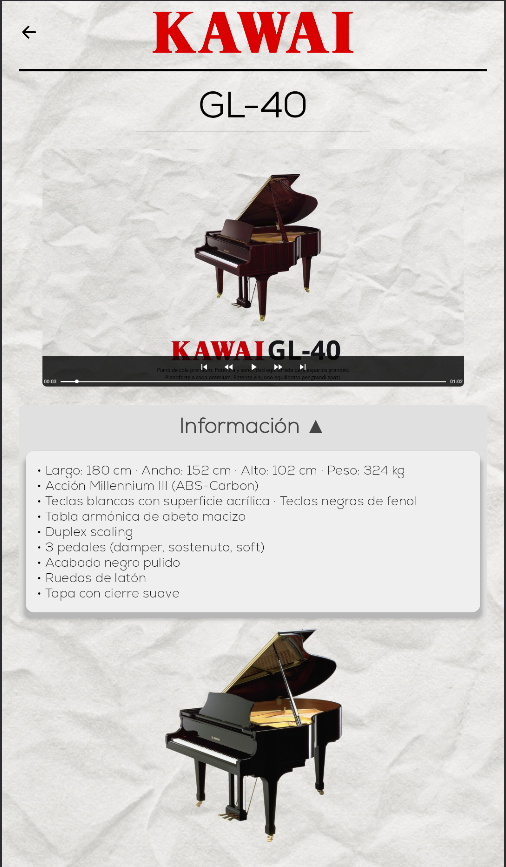 KAWAI
GL-40
KAWAI GL-40
00:03
01:02
Información ▲
• Largo: 180 cm · Ancho: 152 cm · Alto: 102 cm · Peso: 324 kg
• Acción Millennium III (ABS-Carbon)
• Teclas blancas con superficie acrílica · Teclas negras de fenol
• Tabla armónica de abeto macizo
• Duplex scaling
• 3 pedales (damper, sostenuto, soft)
• Acabado negro pulido
• Ruedas de latón
• Tapa con cierre suave